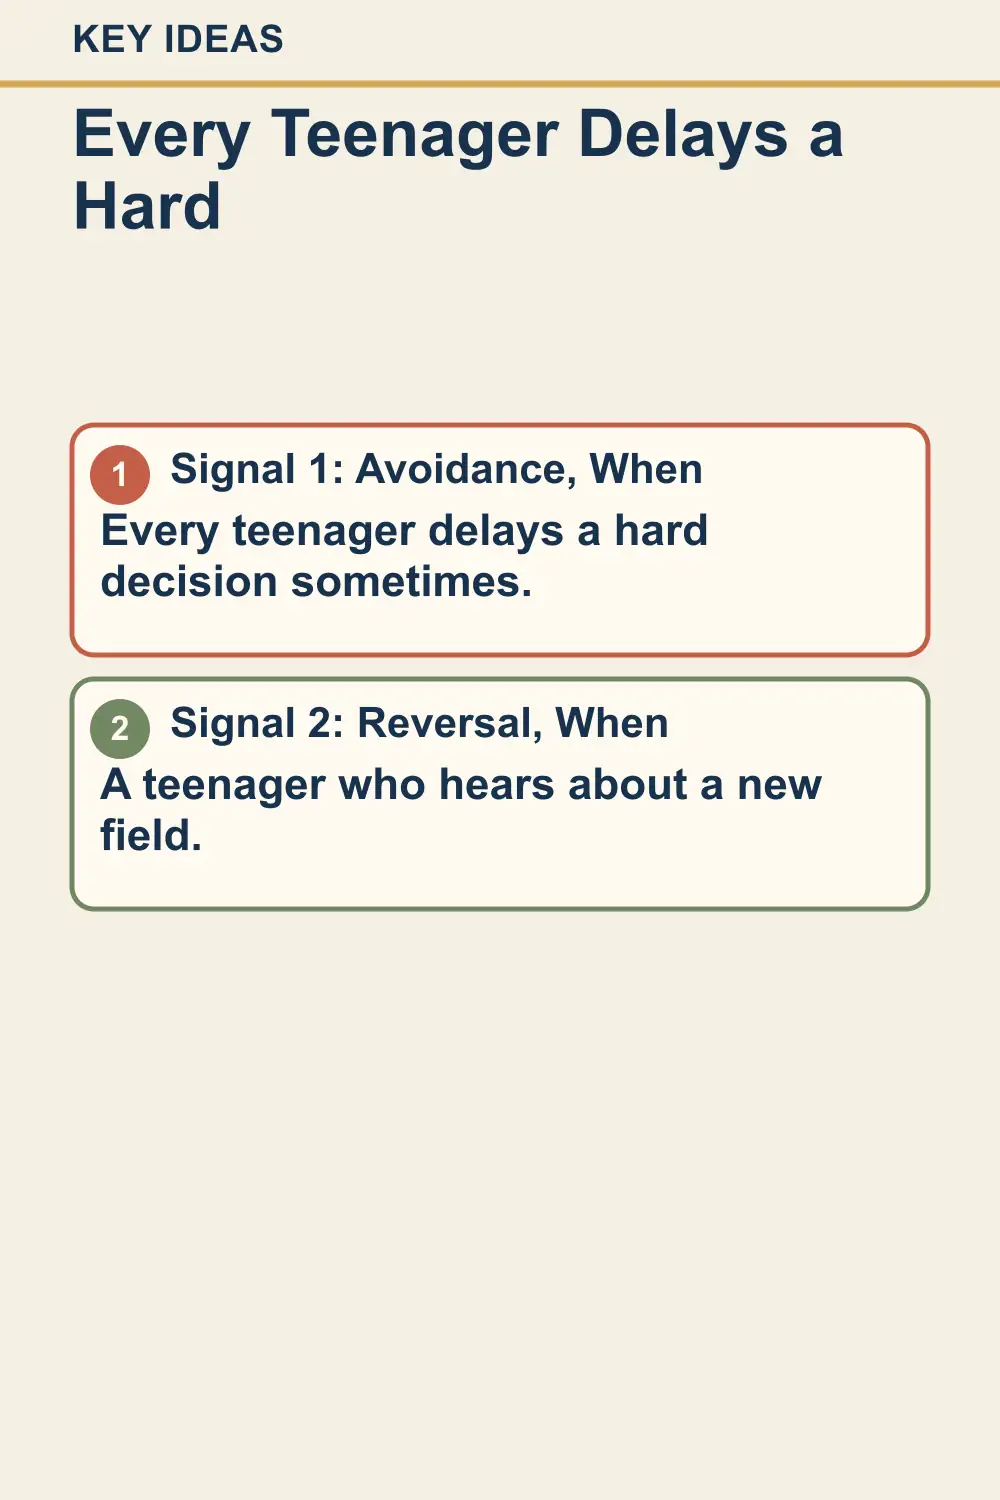 KEY IDEAS
Every Teenager Delays a
Hard
1 Signal 1: Avoidance, When
Every teenager delays a hard
decision sometimes.
2 Signal 2: Reversal, When
A teenager who hears about a new
field.